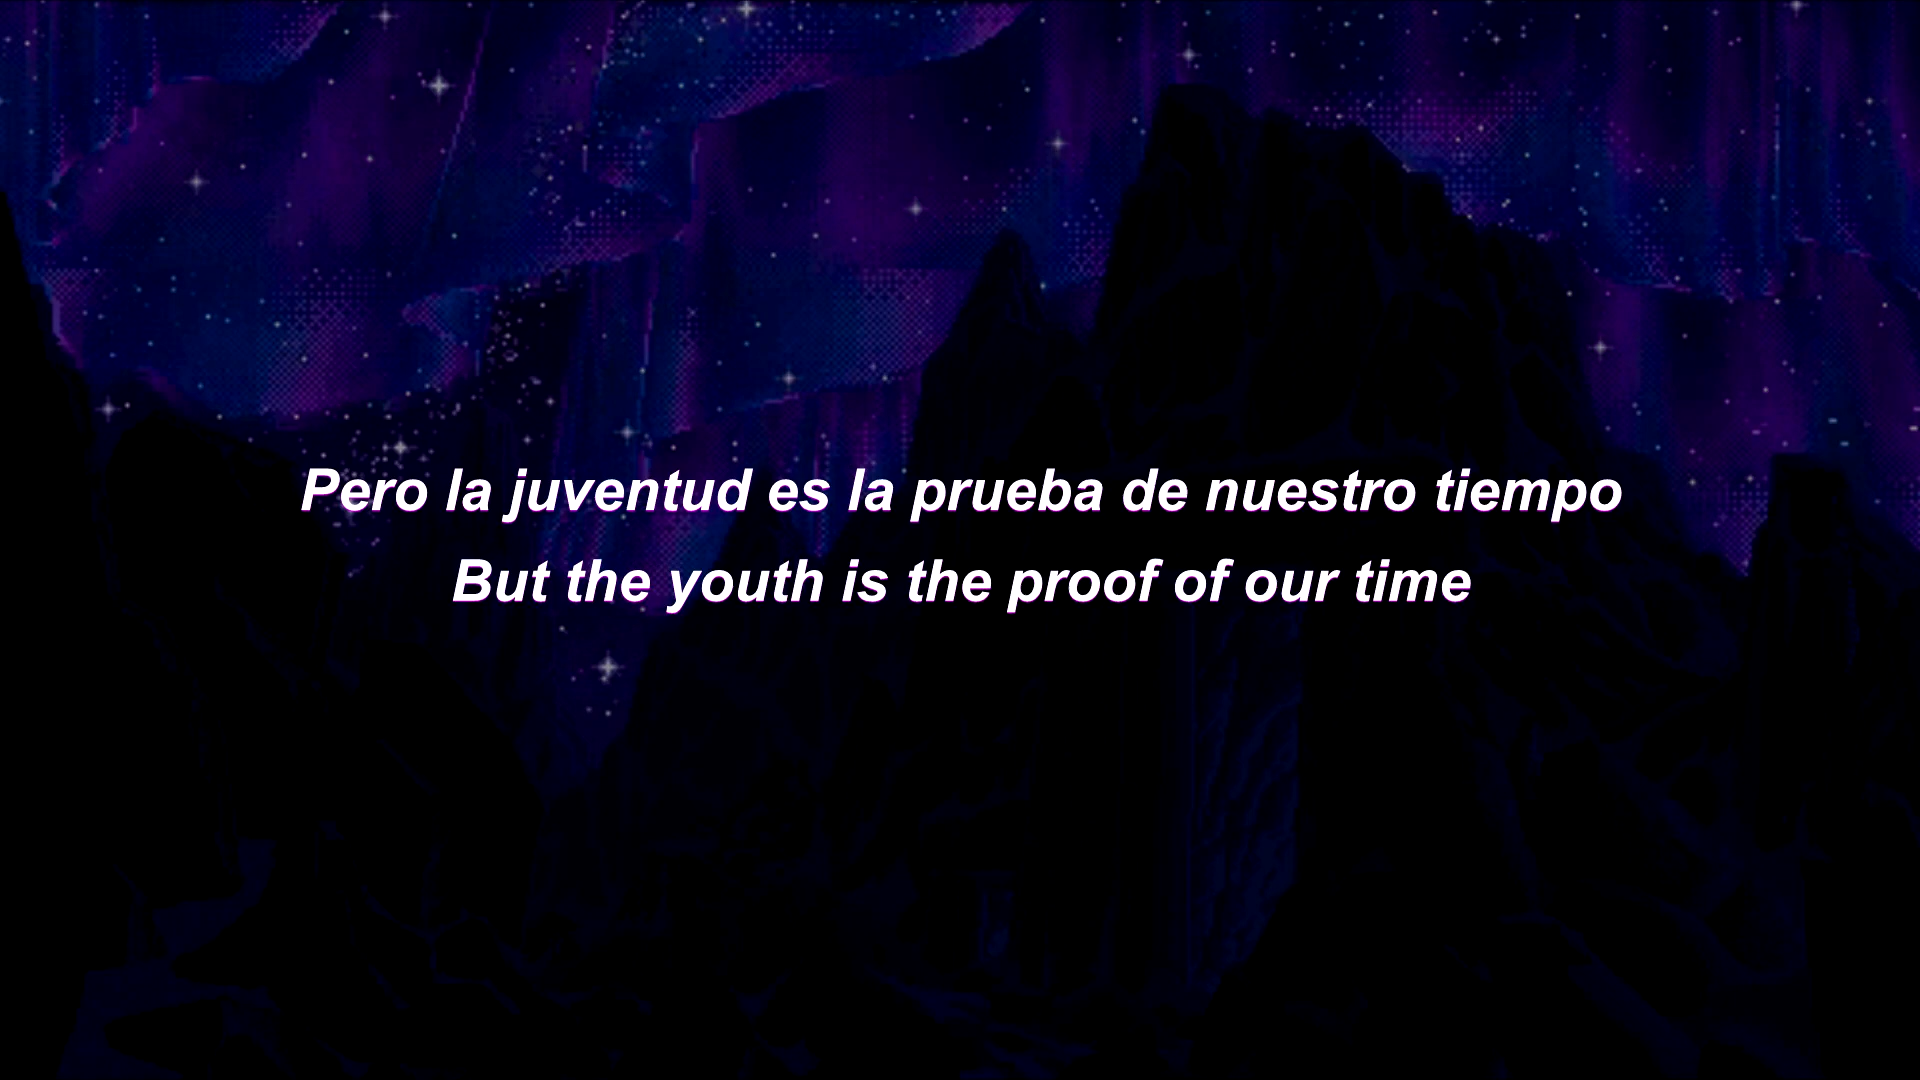 Pero la juventud es la prueba de nuestro tiempo
But the youth is the proof of our time